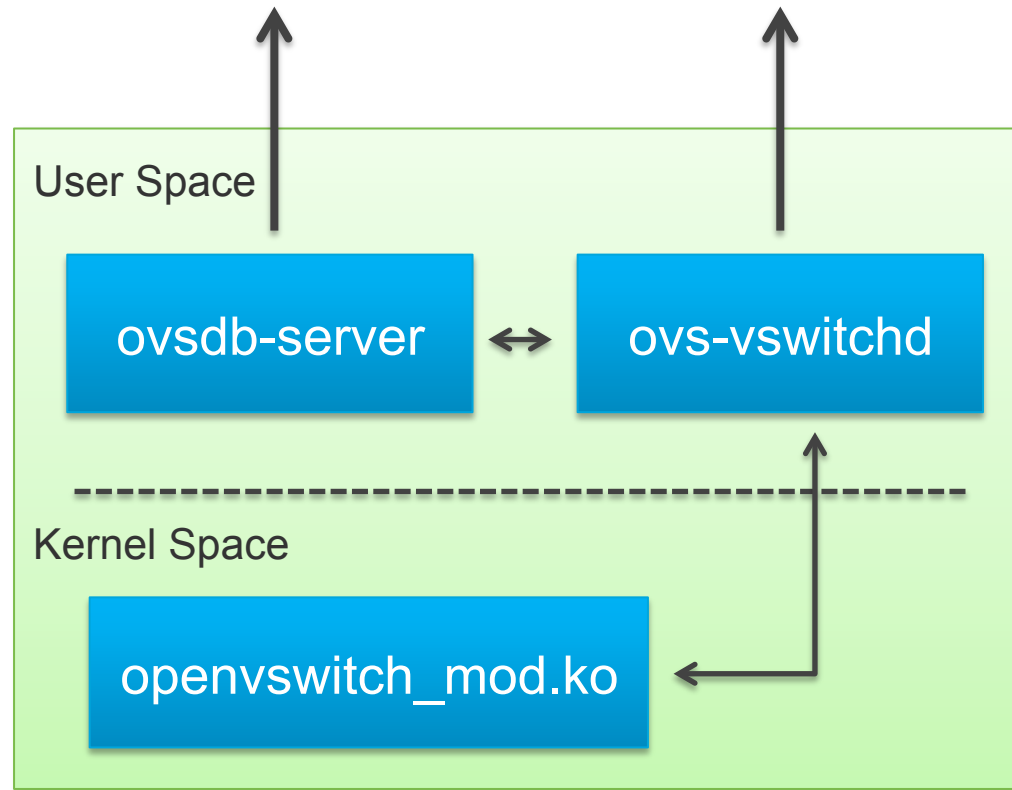 User Space
ovsdb-server
ovs-vswitchd
Kernel Space
openvswitch_mod.ko